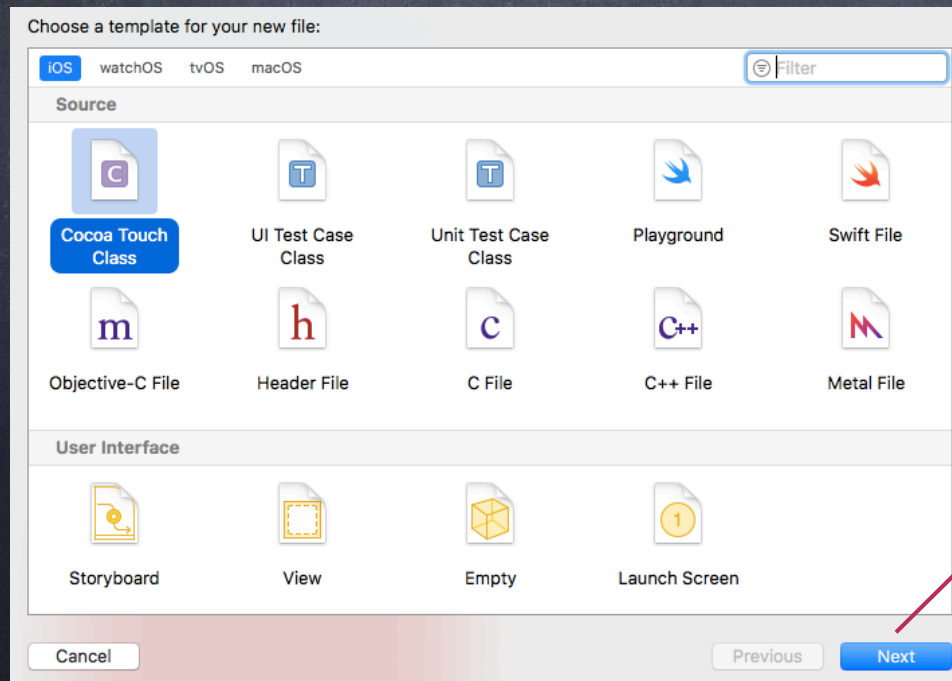 Choose a template for your new file:
iOS watchOS tvOS macOS
Filter
Source
C
T
T
Cocoa Touch
Class
UI Test Case
Class
Unit Test Case
Class
Playground
Swift File
m
h
c
C++
Objective-C File
Header File
C File
C++ File
Metal File
User Interface
1
Storyboard
View
Empty
Launch Screen
Cancel
Previous
Next